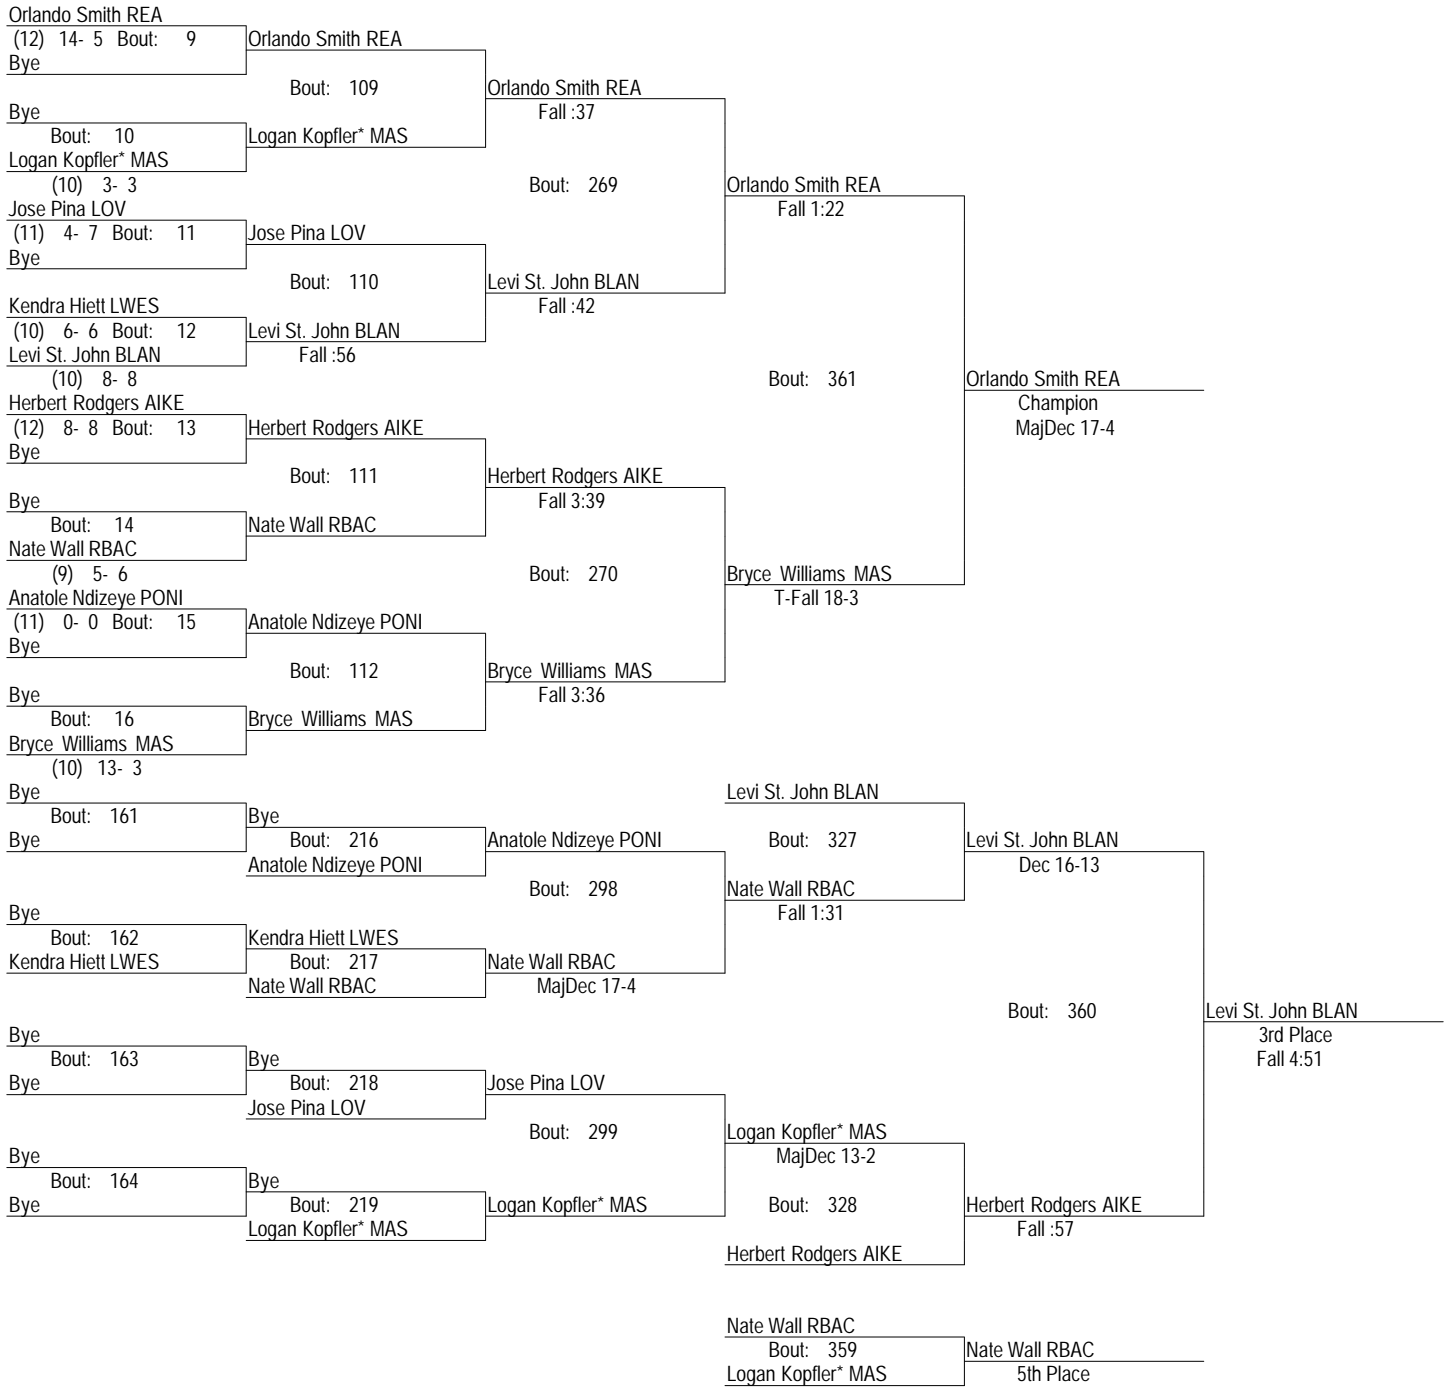 Orlando Smith REA
(12) 14- 5 Bout: 9
Orlando Smith REA
Bye
Bout: 109
Orlando Smith REA
Bye
Fall :37
Bout: 10
Logan Kopfler* MAS
Logan Kopfler* MAS
(10) 3- 3
Bout: 269
Orlando Smith REA
Jose Pina LOV
Fall 1:22
(11) 4- 7 Bout: 11
Jose Pina LOV
Bye
Bout: 110
Levi St. John BLAN
Kendra Hiett LWES
Fall :42
(10) 6- 6 Bout: 12
Levi St. John BLAN
Levi St. John BLAN
Fall :56
(10) 8- 8
Bout: 361
Orlando Smith REA
Herbert Rodgers AIKE
Champion
(12) 8- 8 Bout: 13
Herbert Rodgers AIKE
MajDec 17-4
Bye
Bout: 111
Herbert Rodgers AIKE
Bye
Fall 3:39
Bout: 14
Nate Wall RBAC
Nate Wall RBAC
(9) 5- 6
Bout: 270
Bryce Williams MAS
Anatole Ndizeye PONI
T-Fall 18-3
(11) 0- 0 Bout: 15
Anatole Ndizeye PONI
Bye
Bout: 112
Bryce Williams MAS
Bye
Fall 3:36
Bout: 16
Bryce Williams MAS
Bryce Williams MAS
(10) 13- 3
Bye
Levi St. John BLAN
Bout: 161
Bye
Bye
Bout: 216
Anatole Ndizeye PONI
Bout: 327
Levi St. John BLAN
Anatole Ndizeye PONI
Dec 16-13
Bout: 298
Nate Wall RBAC
Bye
Fall 1:31
Bout: 162
Kendra Hiett LWES
Kendra Hiett LWES
Bout: 217
Nate Wall RBAC
Nate Wall RBAC
MajDec 17-4
Bout: 360
Levi St. John BLAN
Bye
3rd Place
Bout: 163
Bye
Fall 4:51
Bye
Bout: 218
Jose Pina LOV
Jose Pina LOV
Bout: 299
Logan Kopfler* MAS
Bye
MajDec 13-2
Bout: 164
Bye
Bye
Bout: 219
Logan Kopfler* MAS
Bout: 328
Herbert Rodgers AIKE
Logan Kopfler* MAS
Fall :57
Herbert Rodgers AIKE
Nate Wall RBAC
Bout: 359
Nate Wall RBAC
Logan Kopfler* MAS
5th Place